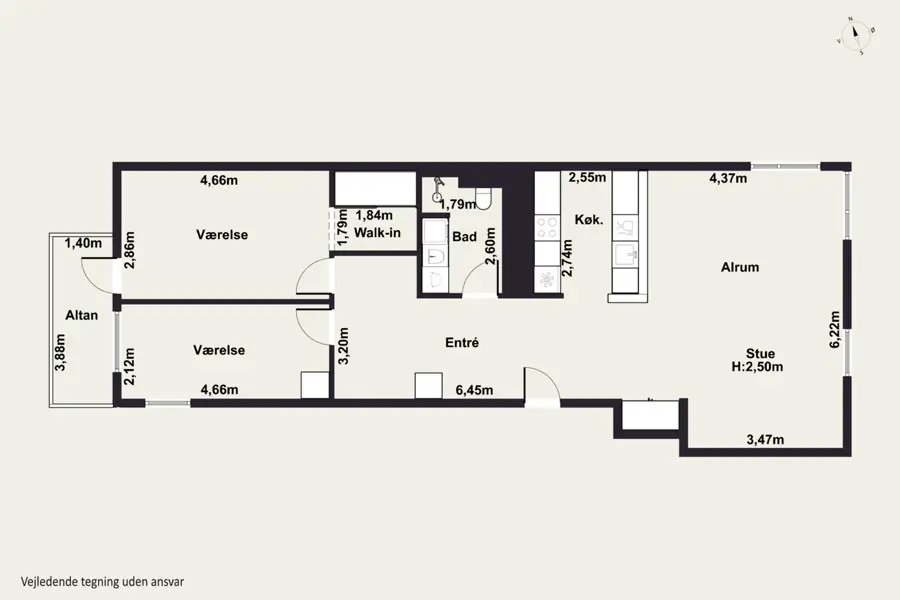 N
V
Ø
S
4,66m
2,55m
4,37m
1,79m
1,84m
1,79m
Walk-in
Køk.
Værelse
Bad
2,60m
2,74m
1,40m
2,86m
Alrum
Altan
3,88m
Værelse
2,12m
4,66m
3,20m
Entré
6,45m
6,22m
Stue
H:2,50m
3,47m
Vejledende tegning uden ansvar